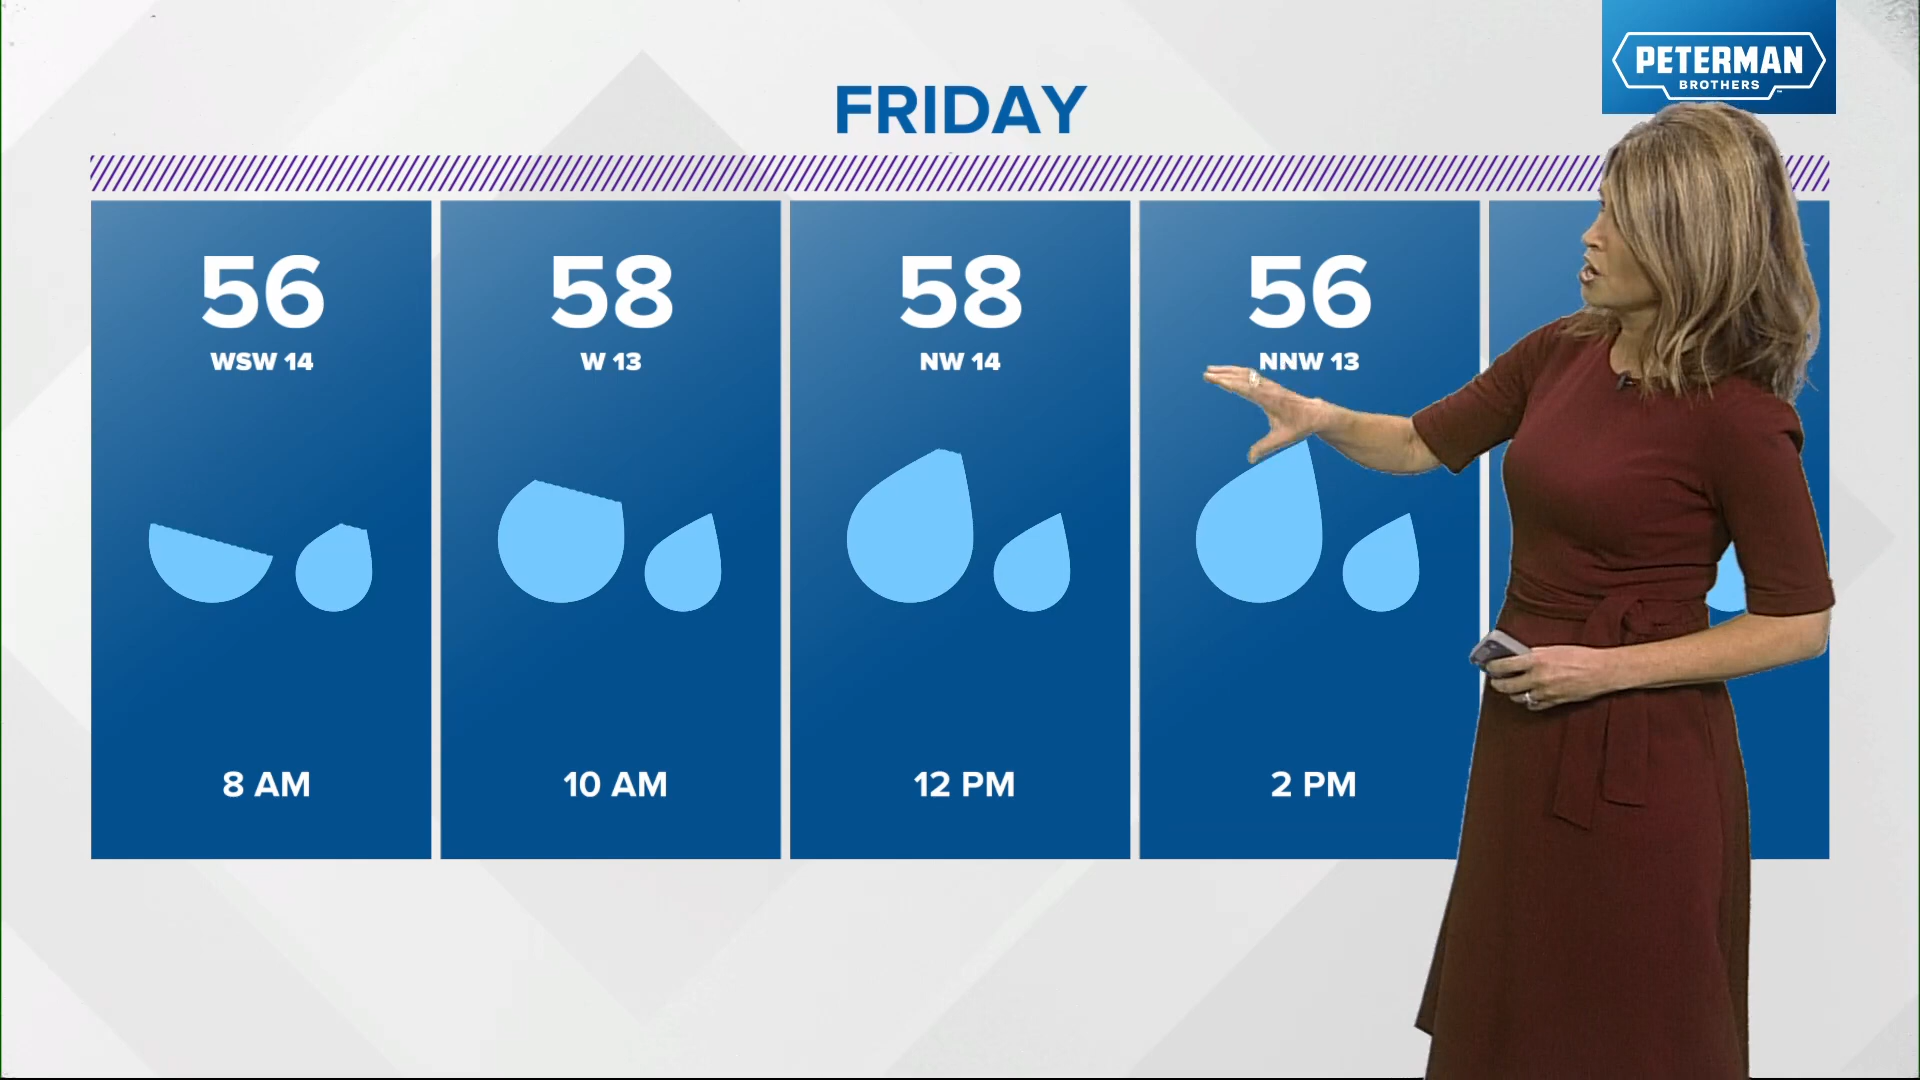 PETERMAN
BROTHERS
FRIDAY
56
WSW 14
8 AM
58
W 13
10 AM
58
NW 14
12 PM
56
NNW 13
2 PM